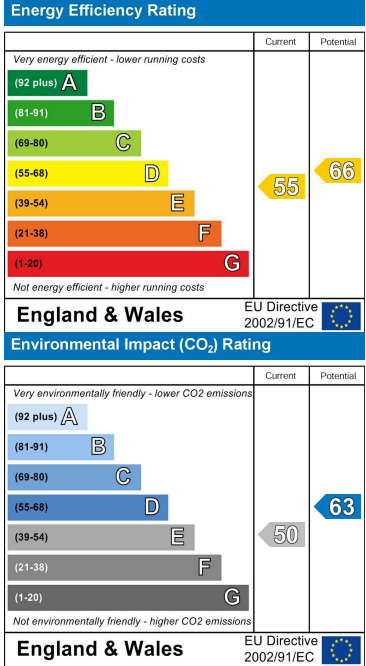 Energy Efficiency Rating
Current Potential
Very energy efficient - lower running costs
(92 plus) A
(81-91) B
(69-80) C
(55-68) D
(39-54) E
(21-38) F
(1-20) G
55
66
Not energy efficient - higher running costs
England & Wales
EU Directive
2002/91/EC
Environmental Impact (CO₂) Rating
Current Potential
Very environmentally friendly - lower CO2 emissions
(92 plus) A
(81-91) B
(69-80) C
(55-68) D
(39-54) E
(21-38) F
(1-20) G
50
63
Not environmentally friendly - higher CO2 emissions
England & Wales
EU Directive
2002/91/EC